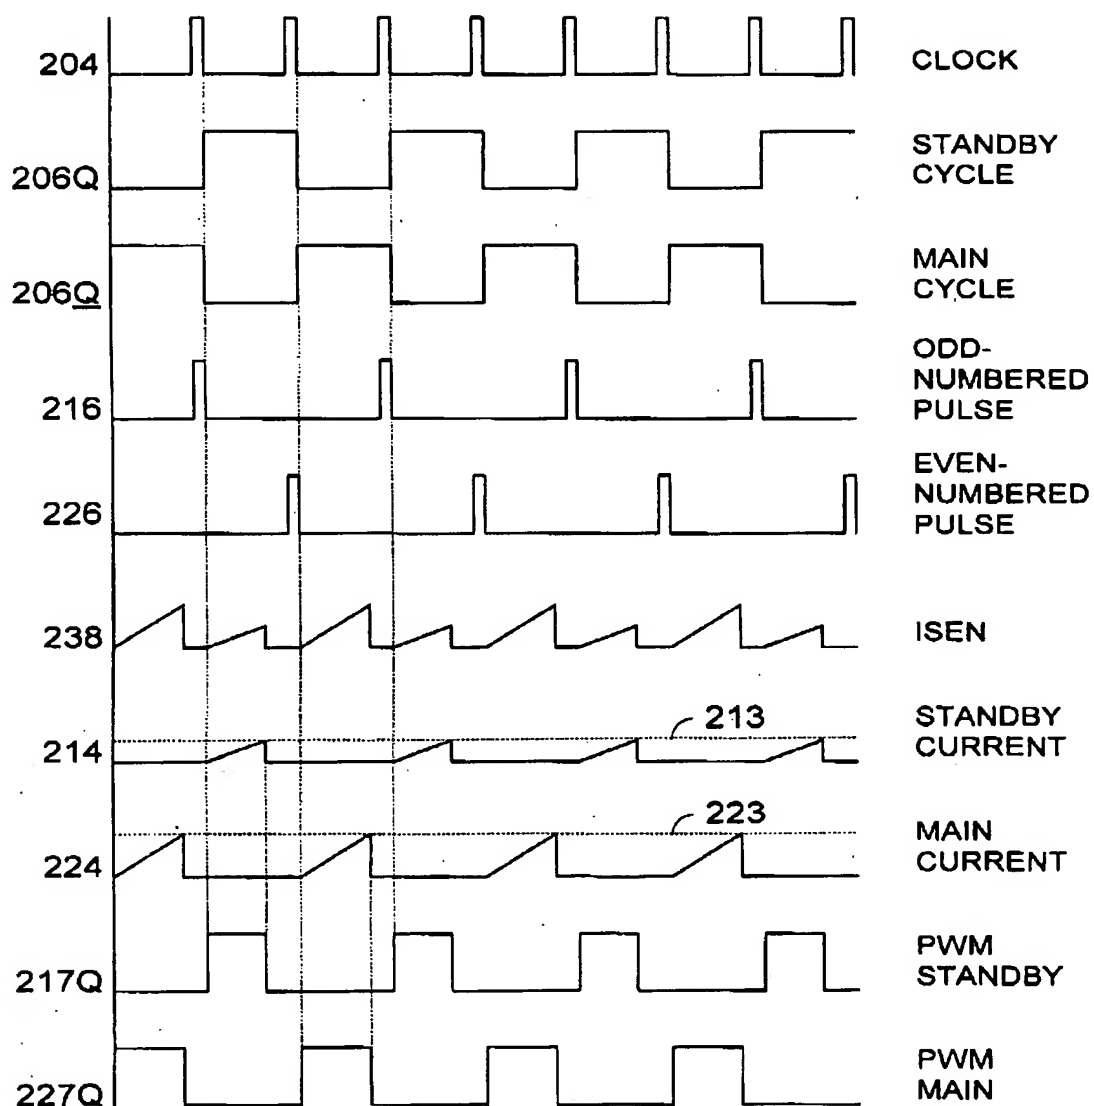 204 CLOCK
STANDBY
206Q CYCLE
MAIN
206Q CYCLE
ODD-
NUMBERED
216 PULSE
EVEN-
NUMBERED
226 PULSE
238 ISEN
213 STANDBY
214 CURRENT
223 MAIN
224 CURRENT
PWM
217Q STANDBY
PWM
227Q MAIN